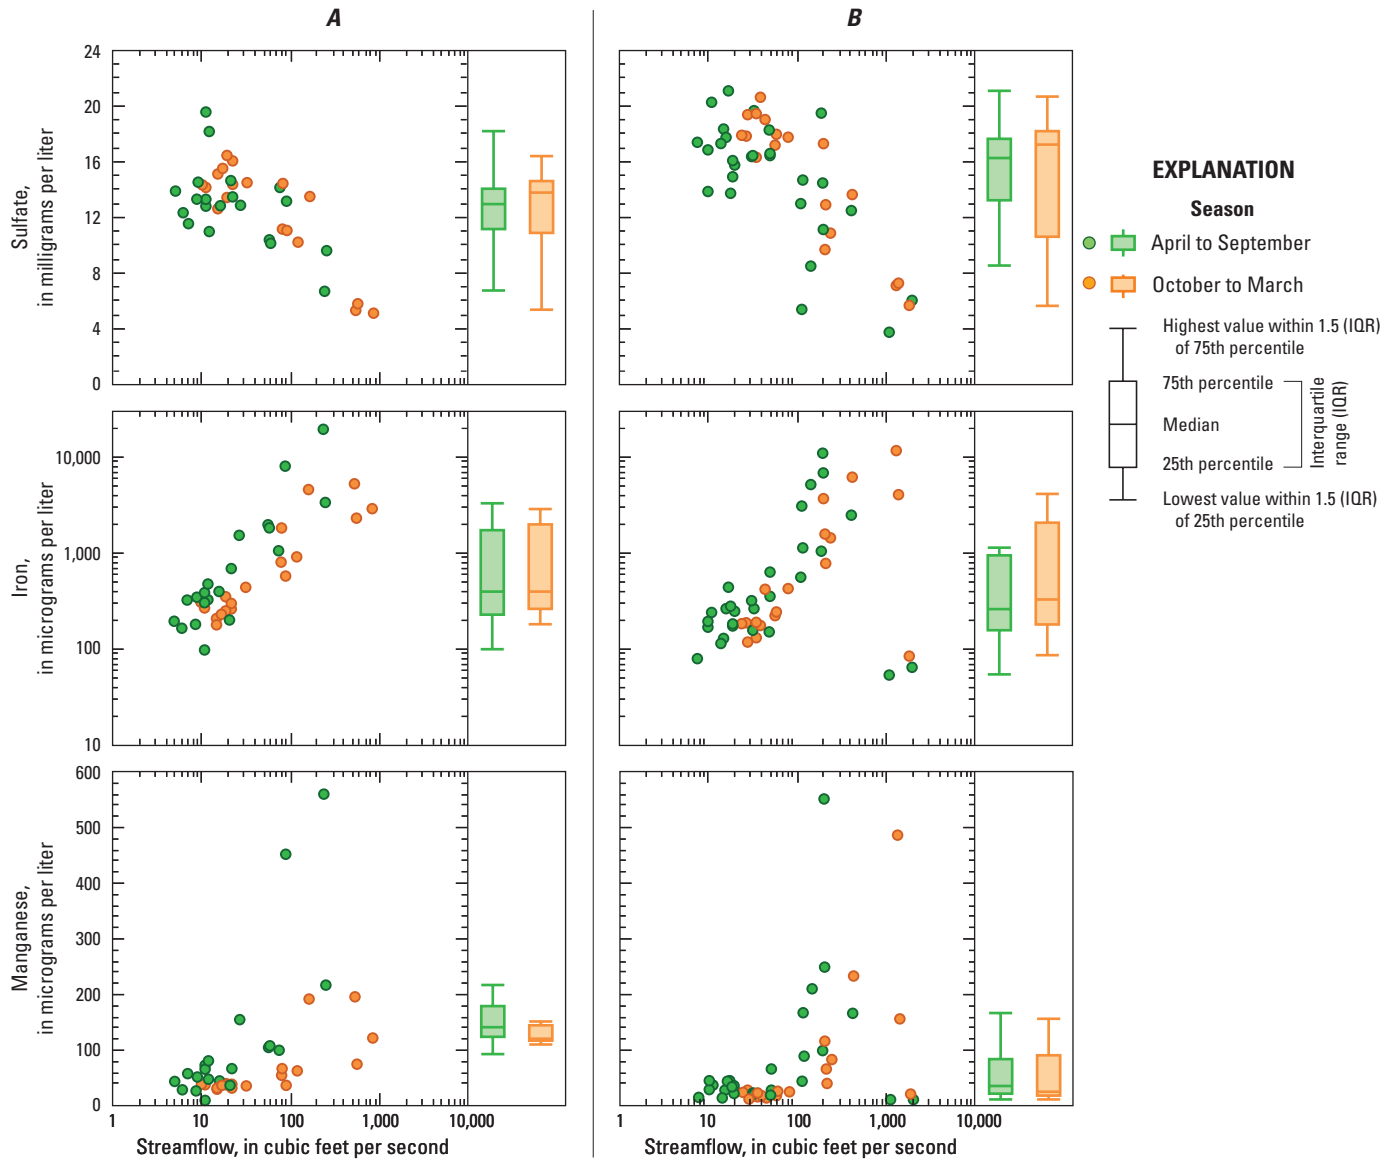 A
B
Sulfate,
in milligrams per liter
24
20
16
12
8
4
0
Iron,
in micrograms per liter
10,000
1,000
100
10
Manganese,
in micrograms per liter
600
500
400
300
200
100
0
1 10 100 1,000 10,000
1 10 100 1,000 10,000
Streamflow, in cubic feet per second
Streamflow, in cubic feet per second
EXPLANATION
Season
April to September
October to March
Highest value within 1.5 (IQR)
of 75th percentile
75th percentile
Median
25th percentile
Interquartile
range (IQR)
Lowest value within 1.5 (IQR)
of 25th percentile